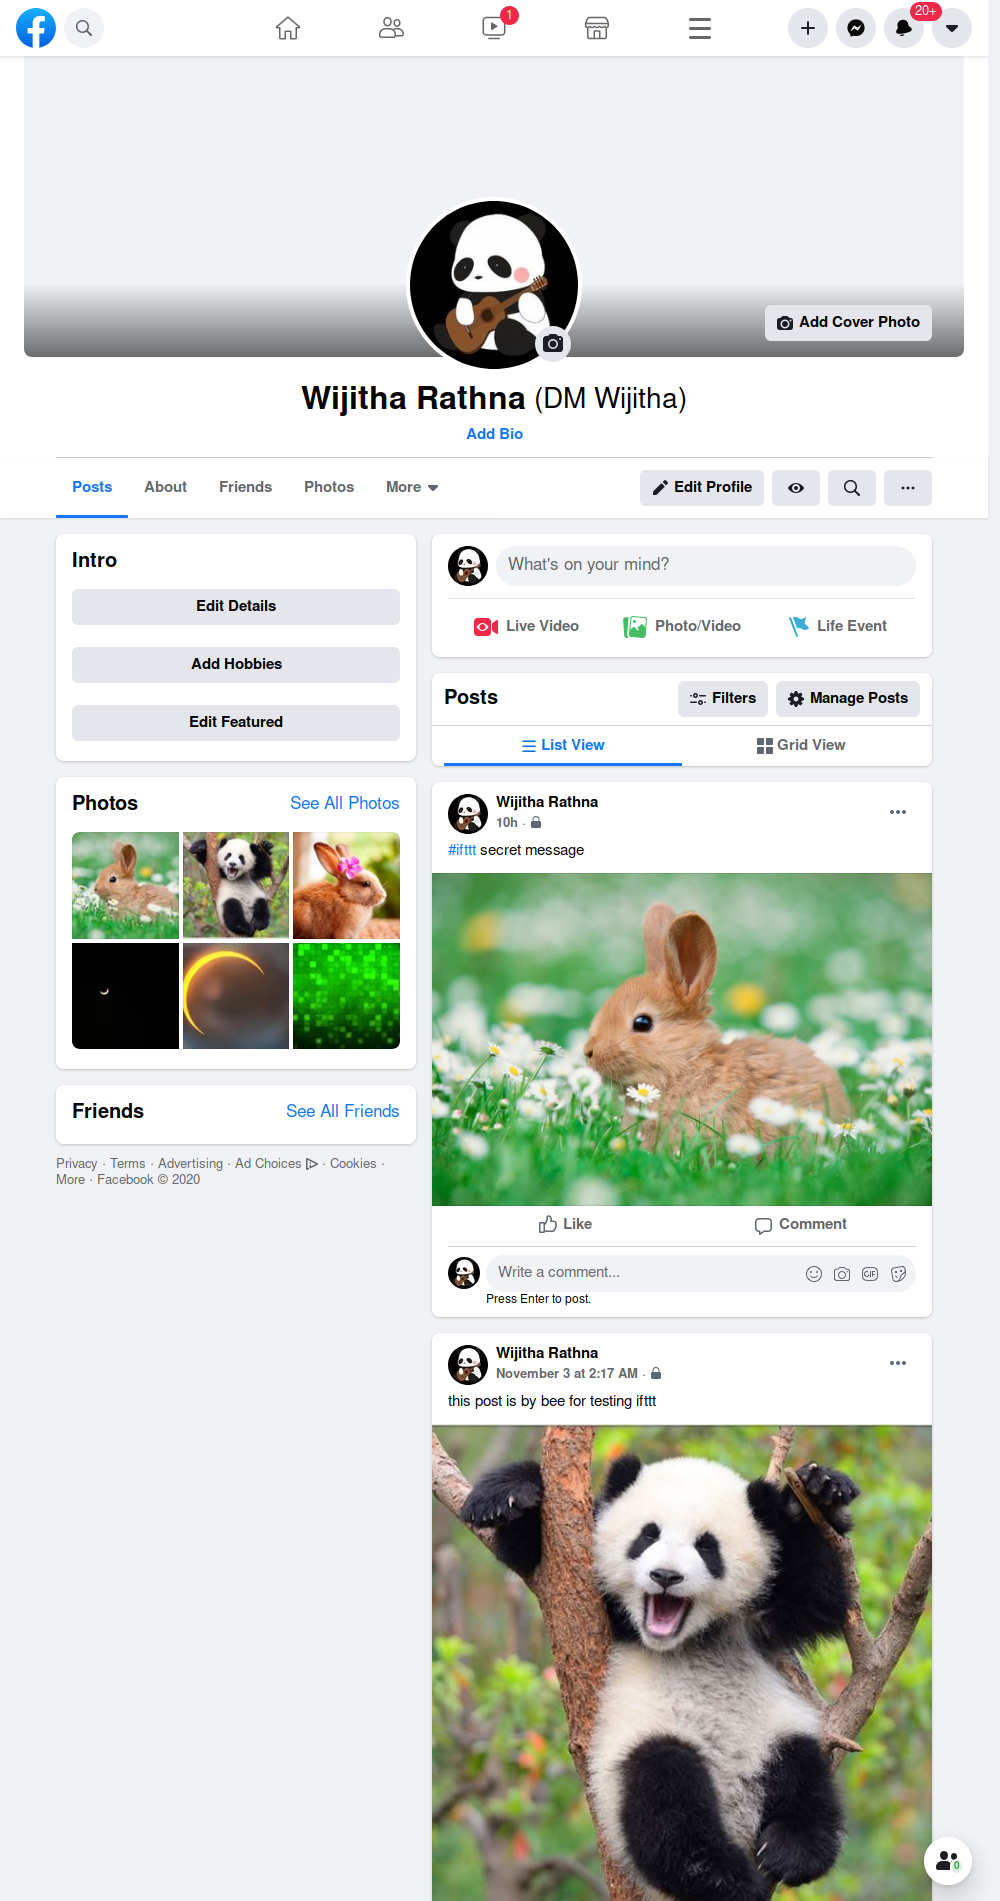 1
20+
Add Cover Photo
Wijitha Rathna (DM Wijitha)
Add Bio
Posts About Friends Photos More
Edit Profile
Intro
Edit Details
Add Hobbies
Edit Featured
Photos See All Photos
Friends See All Friends
Privacy · Terms · Advertising · Ad Choices · Cookies ·
More · Facebook © 2020
What's on your mind?
Live Video Photo/Video Life Event
Posts Filters Manage Posts
List View Grid View
Wijitha Rathna
10h ·
#ifttt secret message
Like Comment
Write a comment...
GIF
Press Enter to post.
Wijitha Rathna
November 3 at 2:17 AM ·
this post is by bee for testing ifttt
0